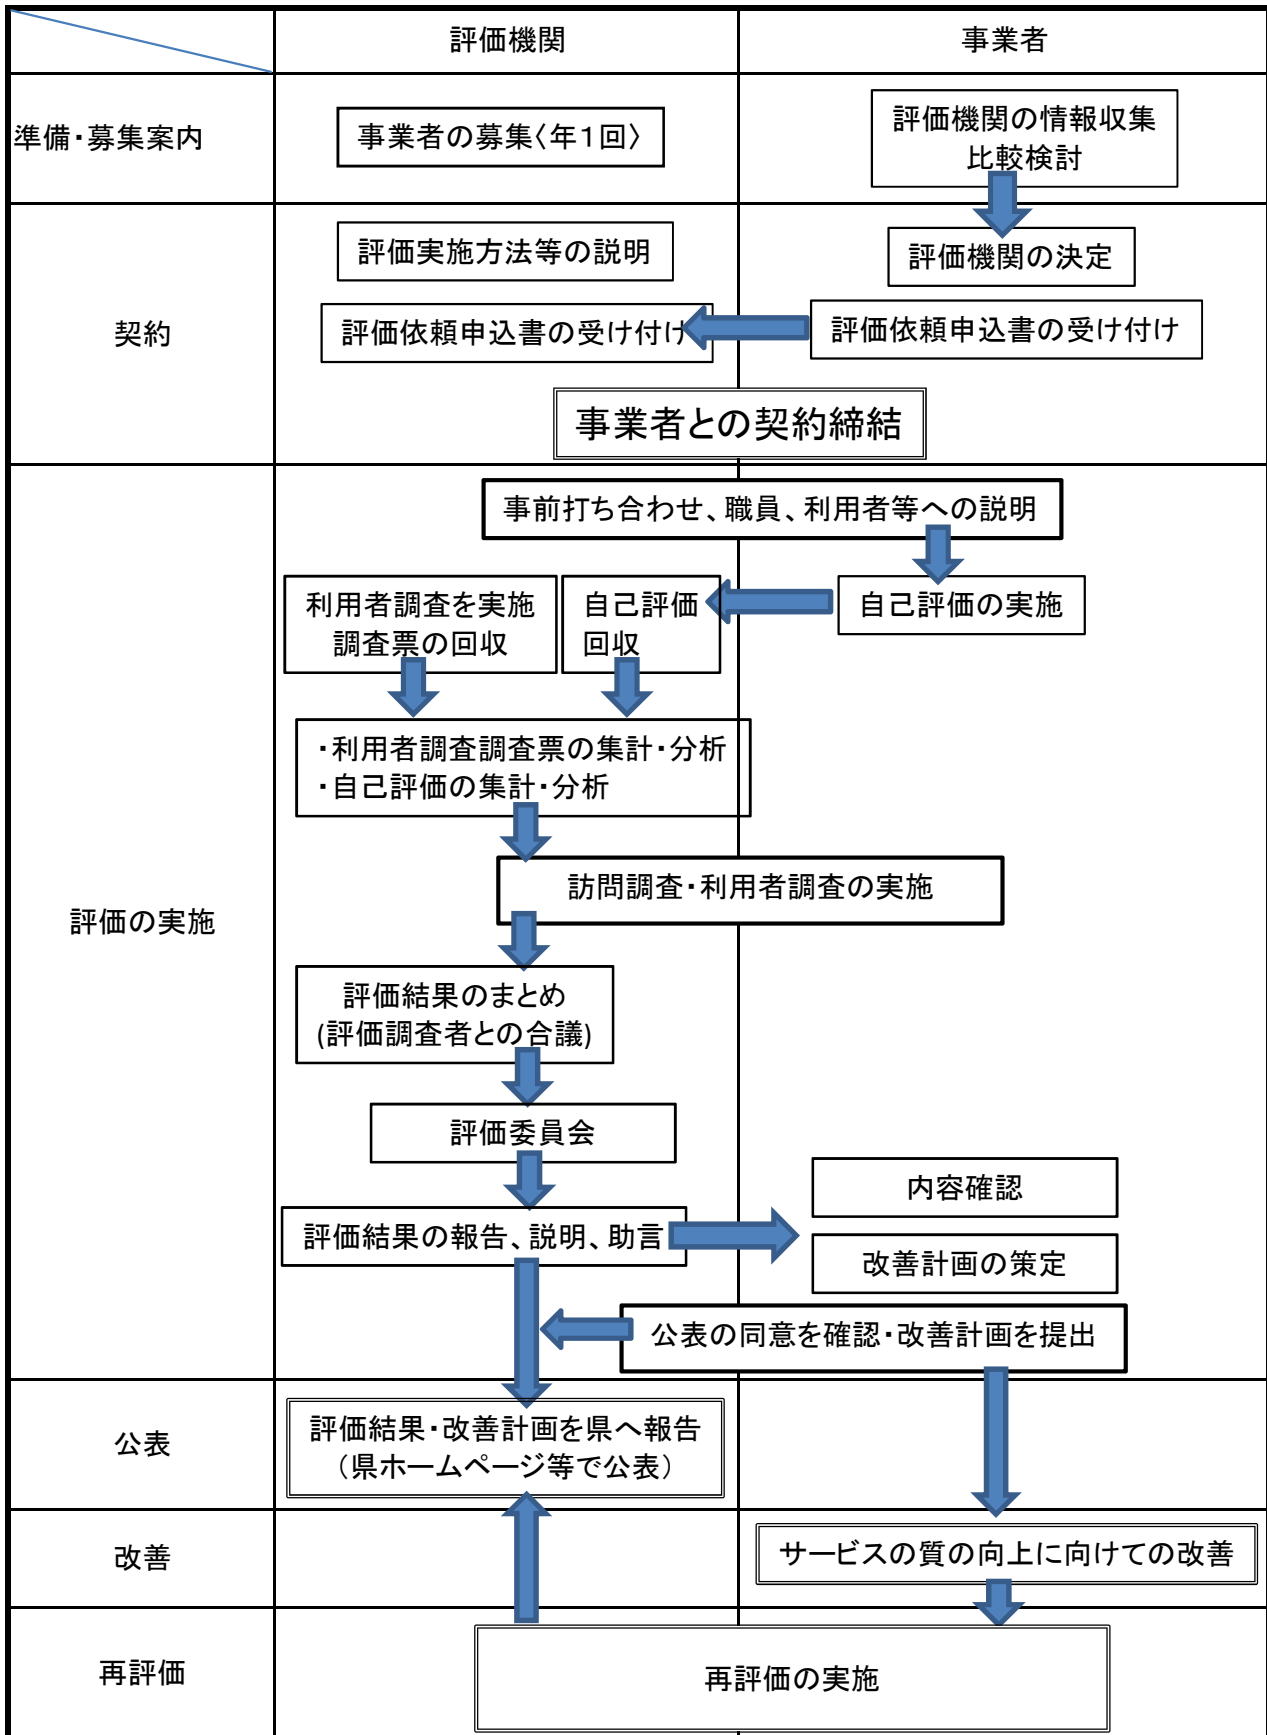 評価機関
事業者
準備・募集案内
事業者の募集〈年１回〉
評価機関の情報収集
比較検討
契約
評価実施方法等の説明
評価機関の決定
評価依頼申込書の受け付け
評価依頼申込書の受け付け
事業者との契約締結
評価の実施
事前打ち合わせ、職員、利用者等への説明
利用者調査を実施
調査票の回収
自己評価
回収
自己評価の実施
・利用者調査調査票の集計・分析
・自己評価の集計・分析
訪問調査・利用者調査の実施
評価結果のまとめ
(評価調査者との合議)
評価委員会
内容確認
評価結果の報告、説明、助言
改善計画の策定
公表の同意を確認・改善計画を提出
公表
評価結果・改善計画を県へ報告
（県ホームページ等で公表）
改善
サービスの質の向上に向けての改善
再評価
再評価の実施